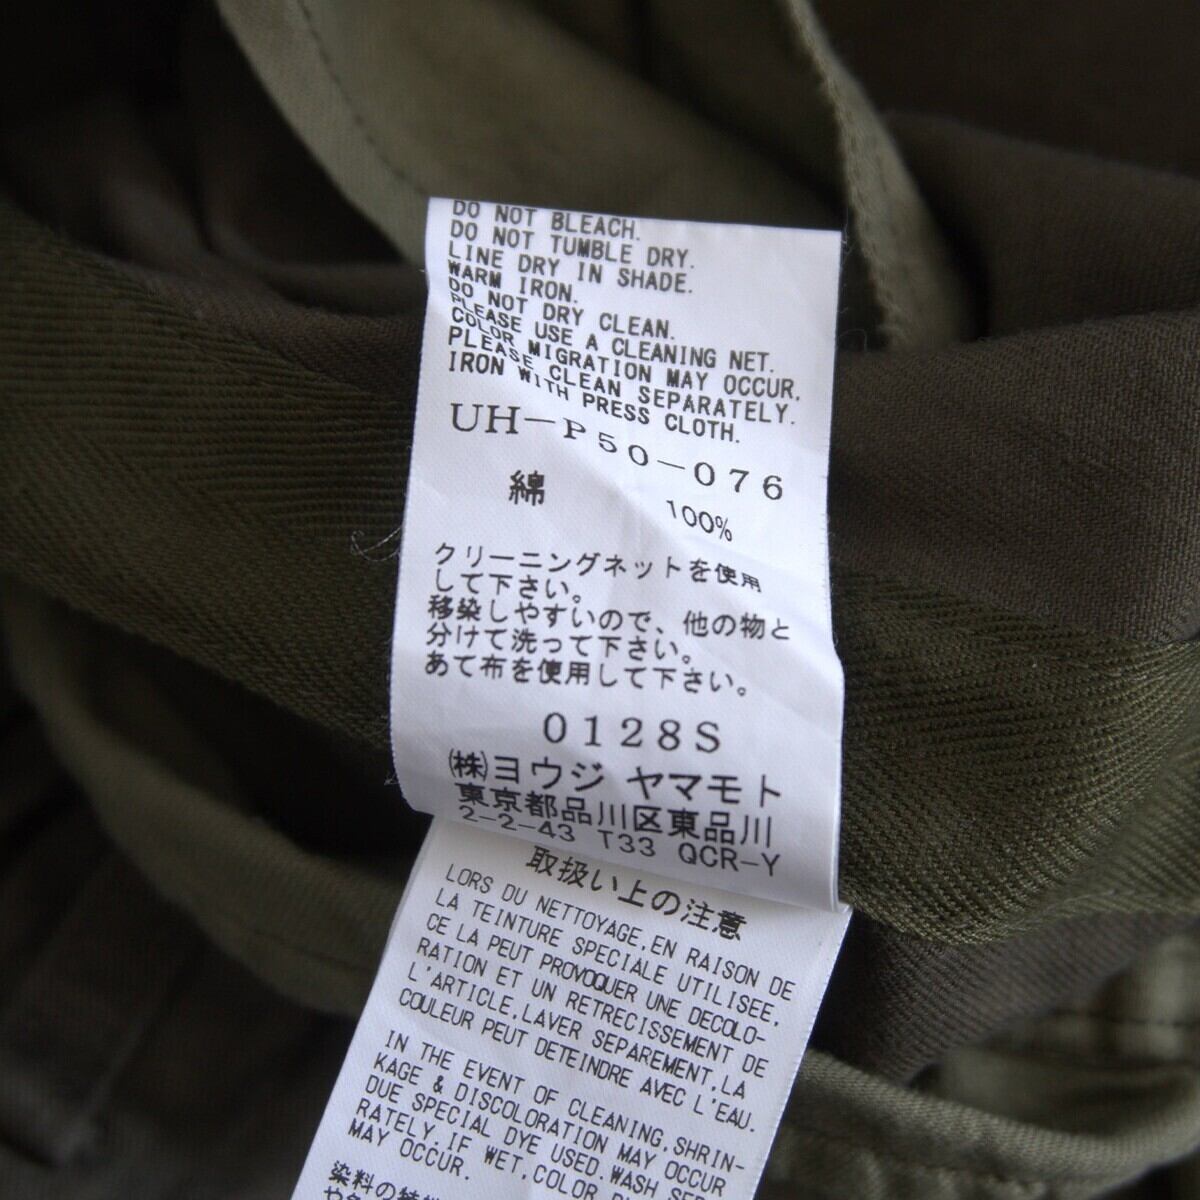 DO NOT BLEACH.
DO NOT TUMBLE DRY.
LINE DRY IN SHADE.
WARM IRON.
DO NOT DRY CLEAN.
PLEASE USE A CLEANING NET.
COLOR MIGRATION MAY OCCUR,
PLEASE CLEAN SEPARATELY.
IRON WITH PRESS CLOTH.
UH-P50-076
綿 100%
クリーニングネットを使用
して下さい。
移染しやすいので、他の物と
分けて洗って下さい。
あて布を使用して下さい。
0128S
㈱ヨウジ ヤマモト
東京都品川区東品川
2-2-43 T33 QCR-Y
取扱い上の注意
LORS DU NETTOYAGE,EN RAISON DE
LA TEINTURE SPECIALE UTILISEE,
CE LA PEUT PROVOQUER UNE DECOLO-
RATION ET UN RETRECISSEMENT DE
L'ARTICLE,LAVER SEPAREMENT,LA
COULEUR PEUT DETEINDRE AVEC L'EAU.
IN THE EVENT OF CLEANING,SHRIN-
KAGE & DISCOLORATION MAY OCCUR
DUE SPECIAL DYE USED.WASH SEP
RATELY.IF WET,COLOR
MAY OCCUR.
染料の特